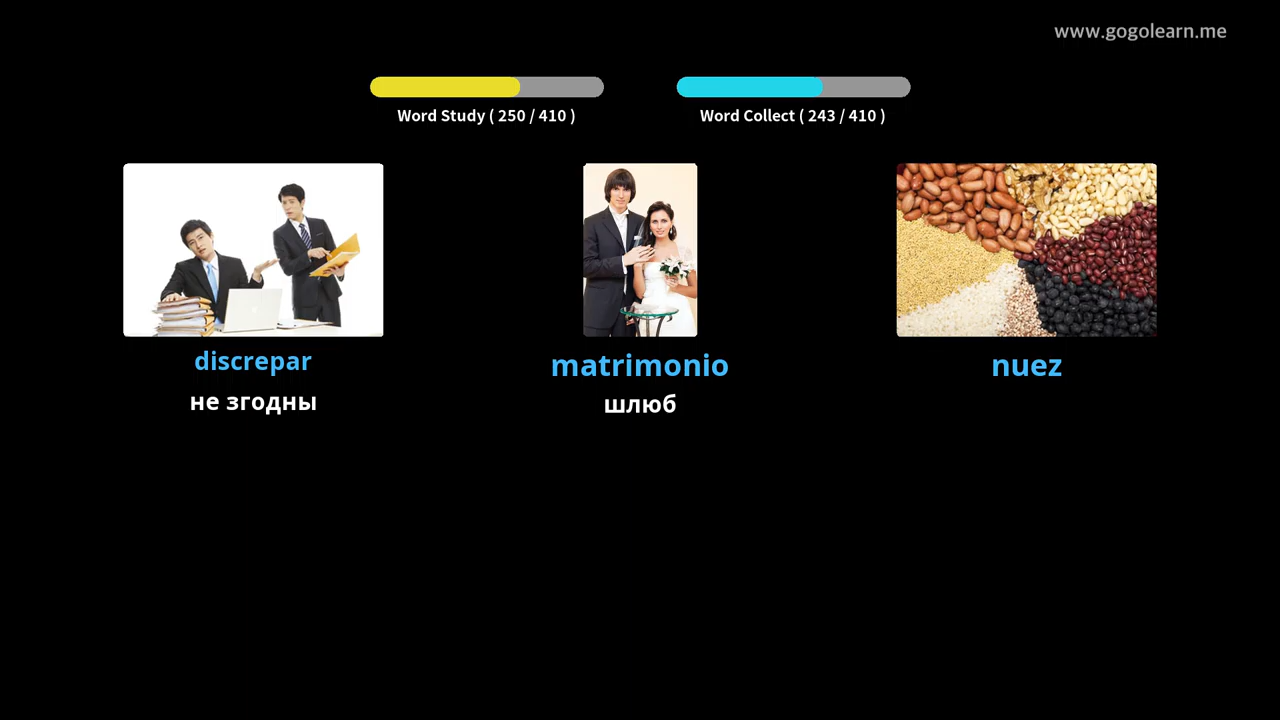 www.gogolearn.me
Word Study ( 250 / 410 )
Word Collect ( 243 / 410 )
discrepar
не згодны
matrimonio
шлюб
nuez